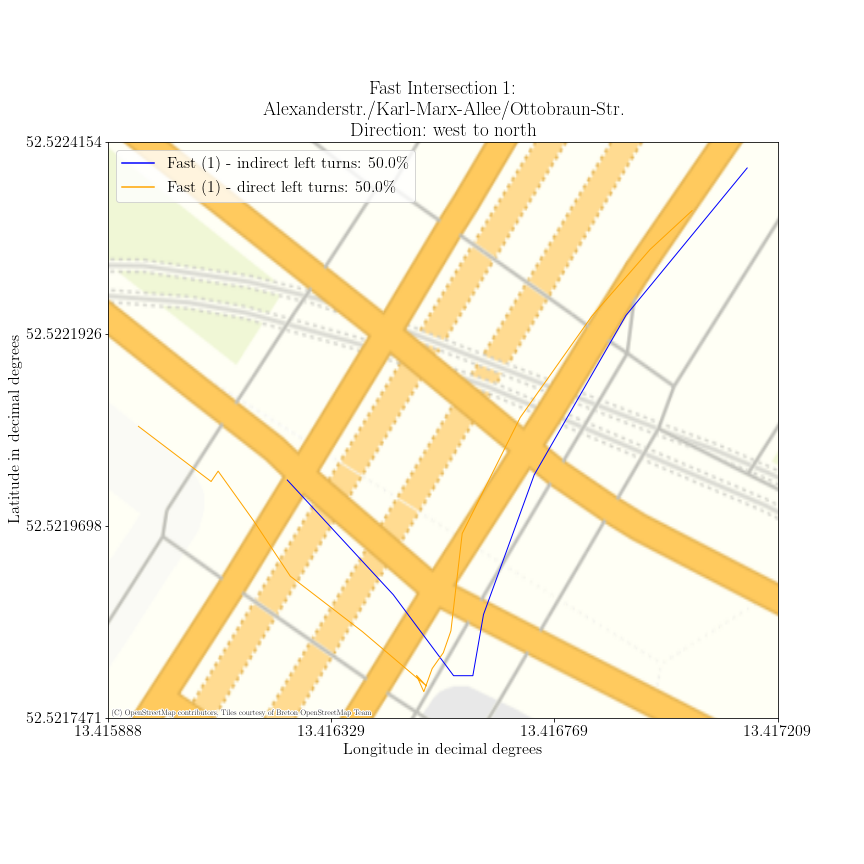 Fast Intersection 1:
Alexanderstr./Karl-Marx-Allee/Ottobraun-Str.
Direction: west to north
52.5224154
Fast (1) - indirect left turns: 50.0%
Fast (1) - direct left turns: 50.0%
52.5221926
Latitude in decimal degrees
52.5219698
52.5217471
(C) OpenStreetMap contributors, Tiles courtesy of Breton OpenStreetMap Team
13.415888
13.416329
13.416769
13.417209
Longitude in decimal degrees